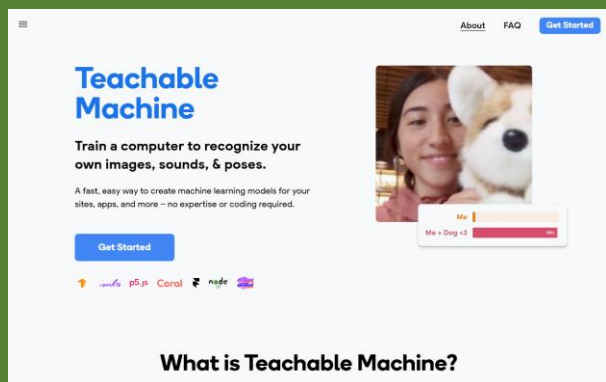 About FAQ Get Started
Teachable
Machine
Train a computer to recognize your
own images, sounds, & poses.
A fast, easy way to create machine learning models for your
sites, apps, and more – no expertise or coding required.
Me
Me + Dog <3
Get Started
p5.js Coral node
What is Teachable Machine?